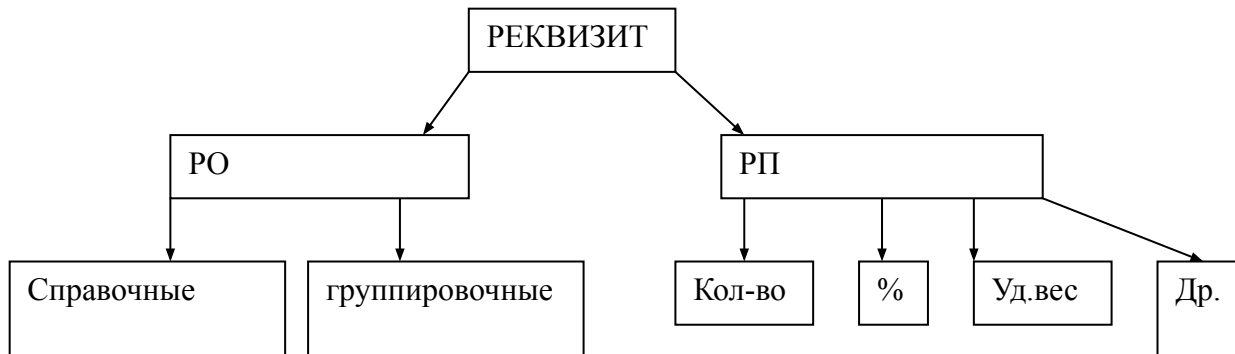 РЕКВИЗИТ
РО
РП
Справочные
группировочные
Кол-во
%
Уд.вес
Др.